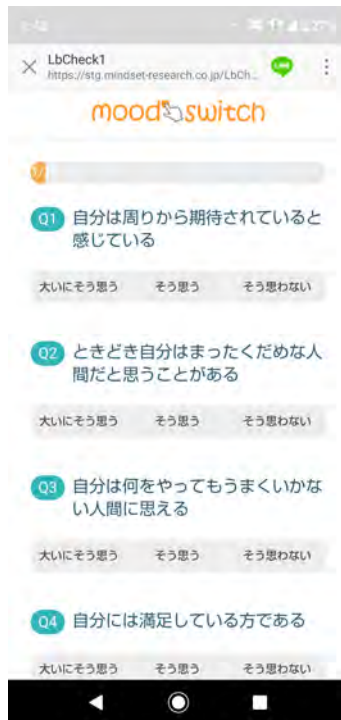 LbCheck1
https://stg.mindset-research.co.jp/LbCh...
LINE
mood switch
Q1 自分は周りから期待されていると
感じている
大いにそう思う そう思う そう思わない
Q2 ときどき自分はまったくだめな人
間だと思うことがある
大いにそう思う そう思う そう思わない
Q3 自分は何をやってもうまくいかな
い人間に思える
大いにそう思う そう思う そう思わない
Q4 自分には満足している方である
大いにそう思う そう思う そう思わない